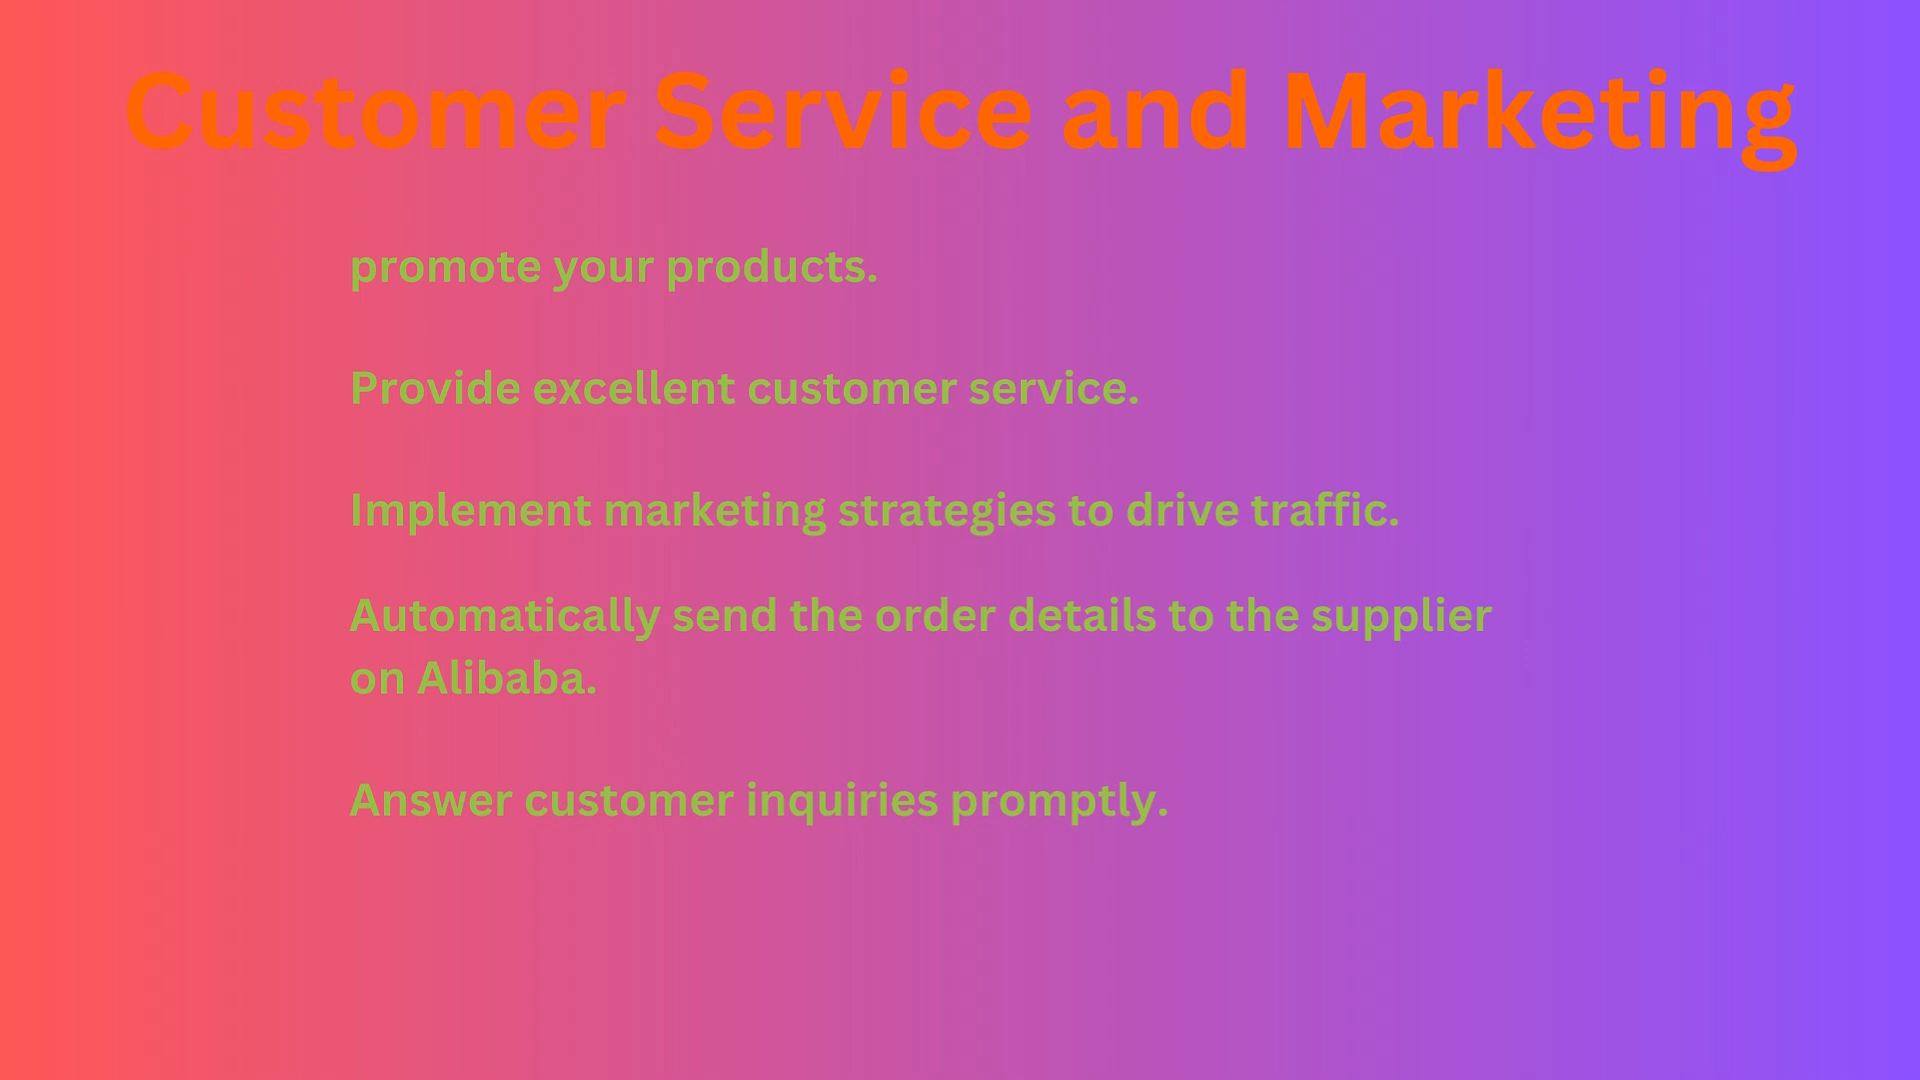 Customer Service and Marketing
promote your products.
Provide excellent customer service.
Implement marketing strategies to drive traffic.
Automatically send the order details to the supplier
on Alibaba.
Answer customer inquiries promptly.